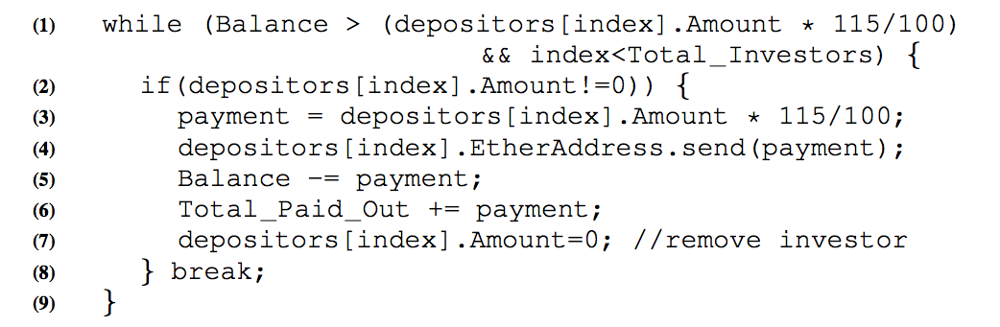 (1) while (Balance > (depositors[index].Amount * 115/100)
&& index<Total_Investors) {
(2) if(depositors[index].Amount!=0)) {
(3) payment = depositors[index].Amount * 115/100;
(4) depositors[index].EtherAddress.send(payment);
(5) Balance -= payment;
(6) Total_Paid_Out += payment;
(7) depositors[index].Amount=0; //remove investor
(8) } break;
(9) }